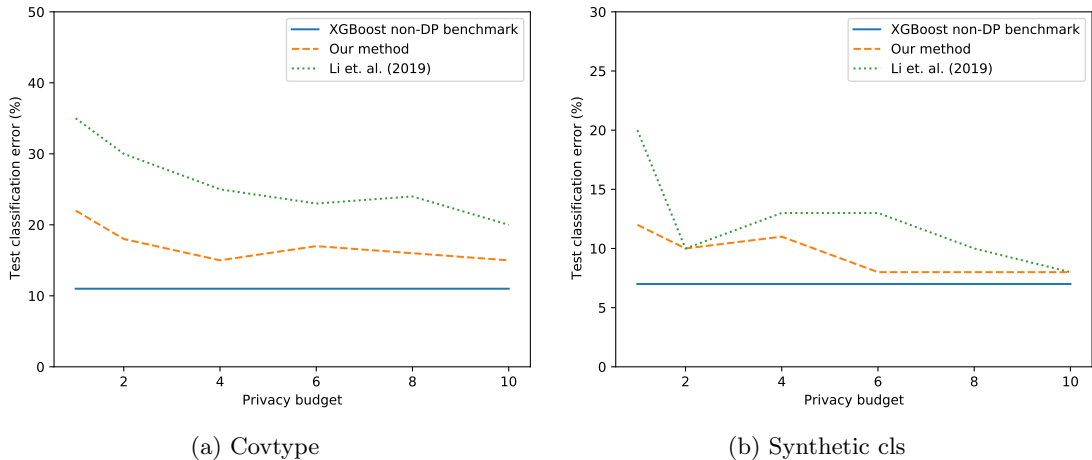 50
40
30
20
10
0
Test classification error (%)
2
4
6
8
10
Privacy budget
XGBoost non-DP benchmark
Our method
Li et. al. (2019)
(a) Covtype
30
25
20
15
10
5
0
Test classification error (%)
2
4
6
8
10
Privacy budget
XGBoost non-DP benchmark
Our method
Li et. al. (2019)
(b) Synthetic cls